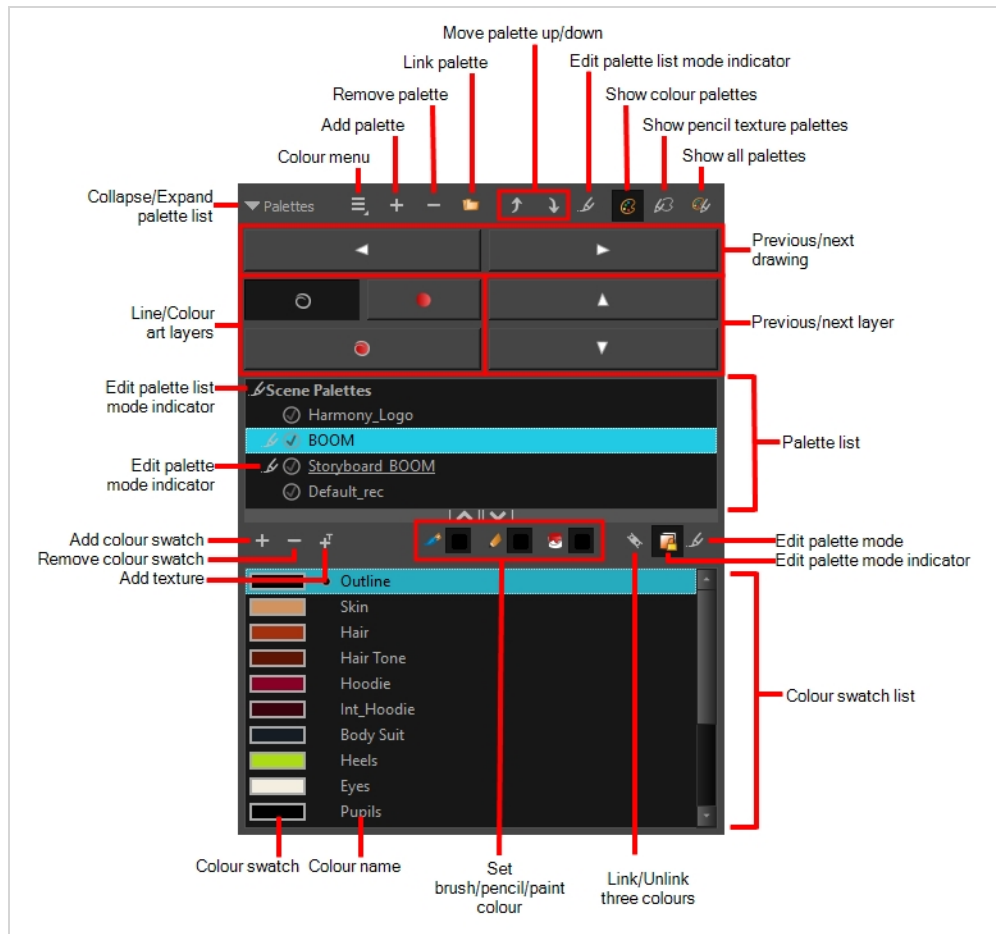 Move palette up/down
Link palette
Edit palette list mode indicator
Remove palette
Show colour palettes
Add palette
Show pencil texture palettes
Colour menu
Show all palettes
Collapse/Expand
palette list
Palettes
Previous/next
drawing
Line/Colour
art layers
Previous/next layer
Edit palette list
mode indicator
Scene Palettes
Harmony_Logo
BOOM
Palette list
Edit palette
mode indicator
Storyboard_BOOM
Default_rec
Add colour swatch
Remove colour swatch
Add texture
Edit palette mode
Edit palette mode indicator
Outline
Skin
Hair
Hair Tone
Hoodie
Int_Hoodie
Body Suit
Heels
Eyes
Pupils
Colour swatch list
Colour swatch
Colour name
Set
brush/pencil/paint
colour
Link/Unlink
three colours